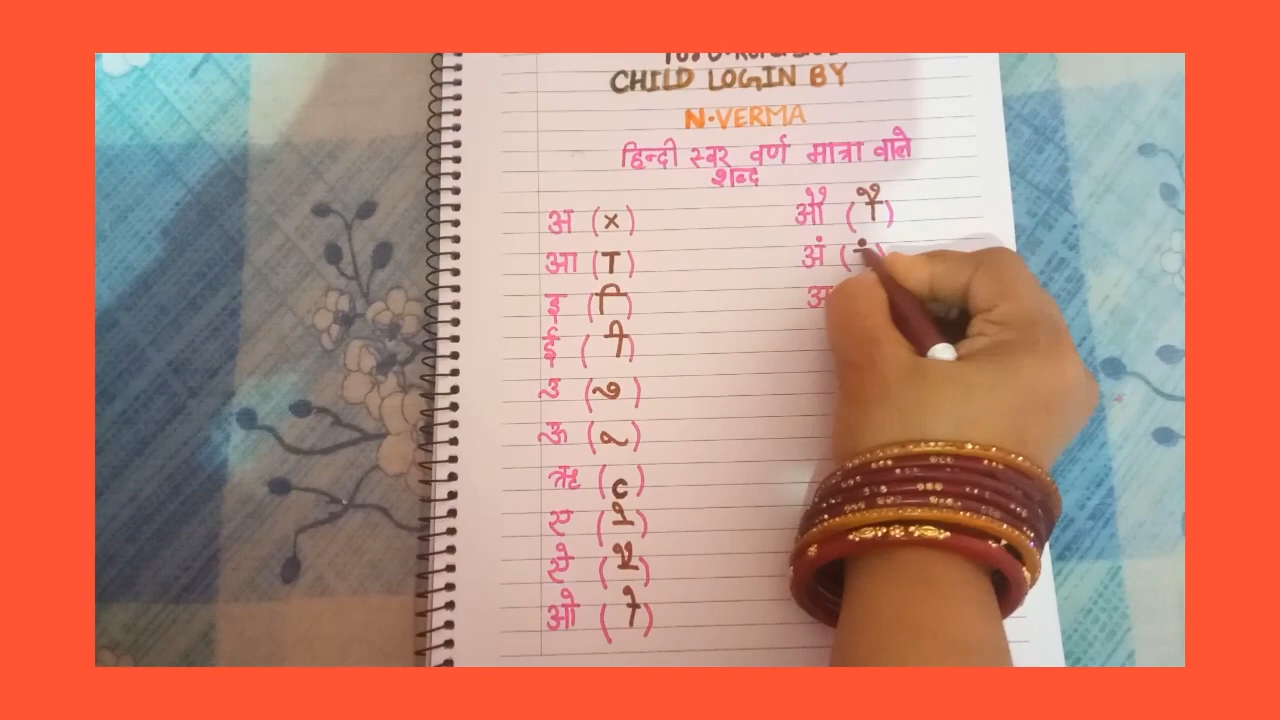 CHILD LOGIN BY
N·VERMA
हिन्दी स्वर वर्ण मात्रा वाले
शब्द
अ (×)
आ (ा)
इ (ि)
ई (ी)
उ (ु)
ऊ (ू)
ऋ (ृ)
ए (े)
ऐ (ै)
ओ (ो)
औ (ौ)
अं (ं)